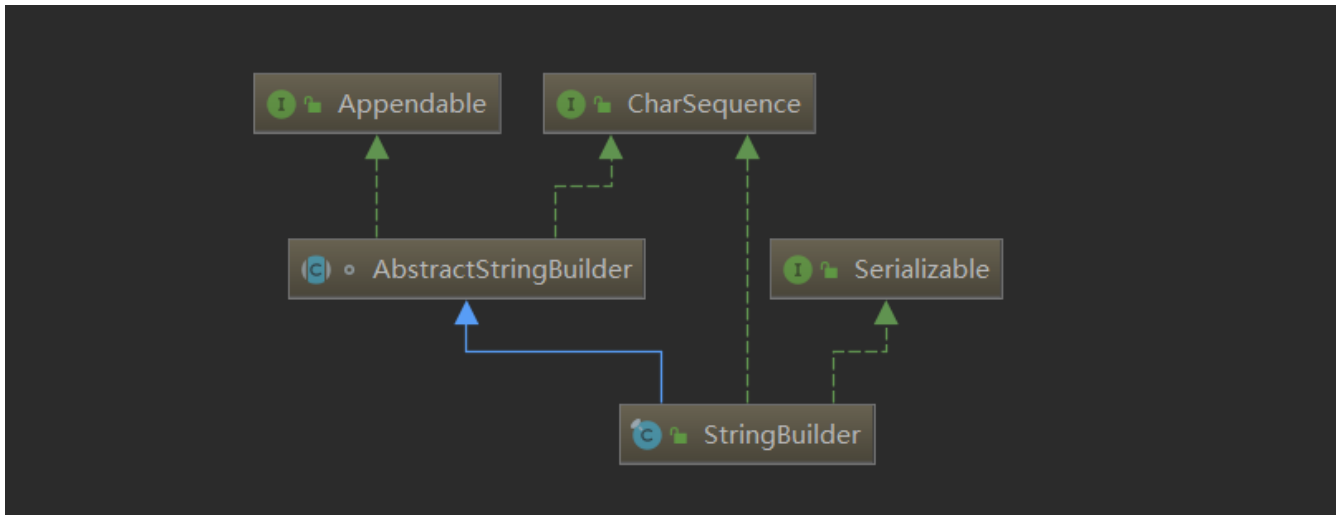 Appendable
CharSequence
AbstractStringBuilder
Serializable
StringBuilder